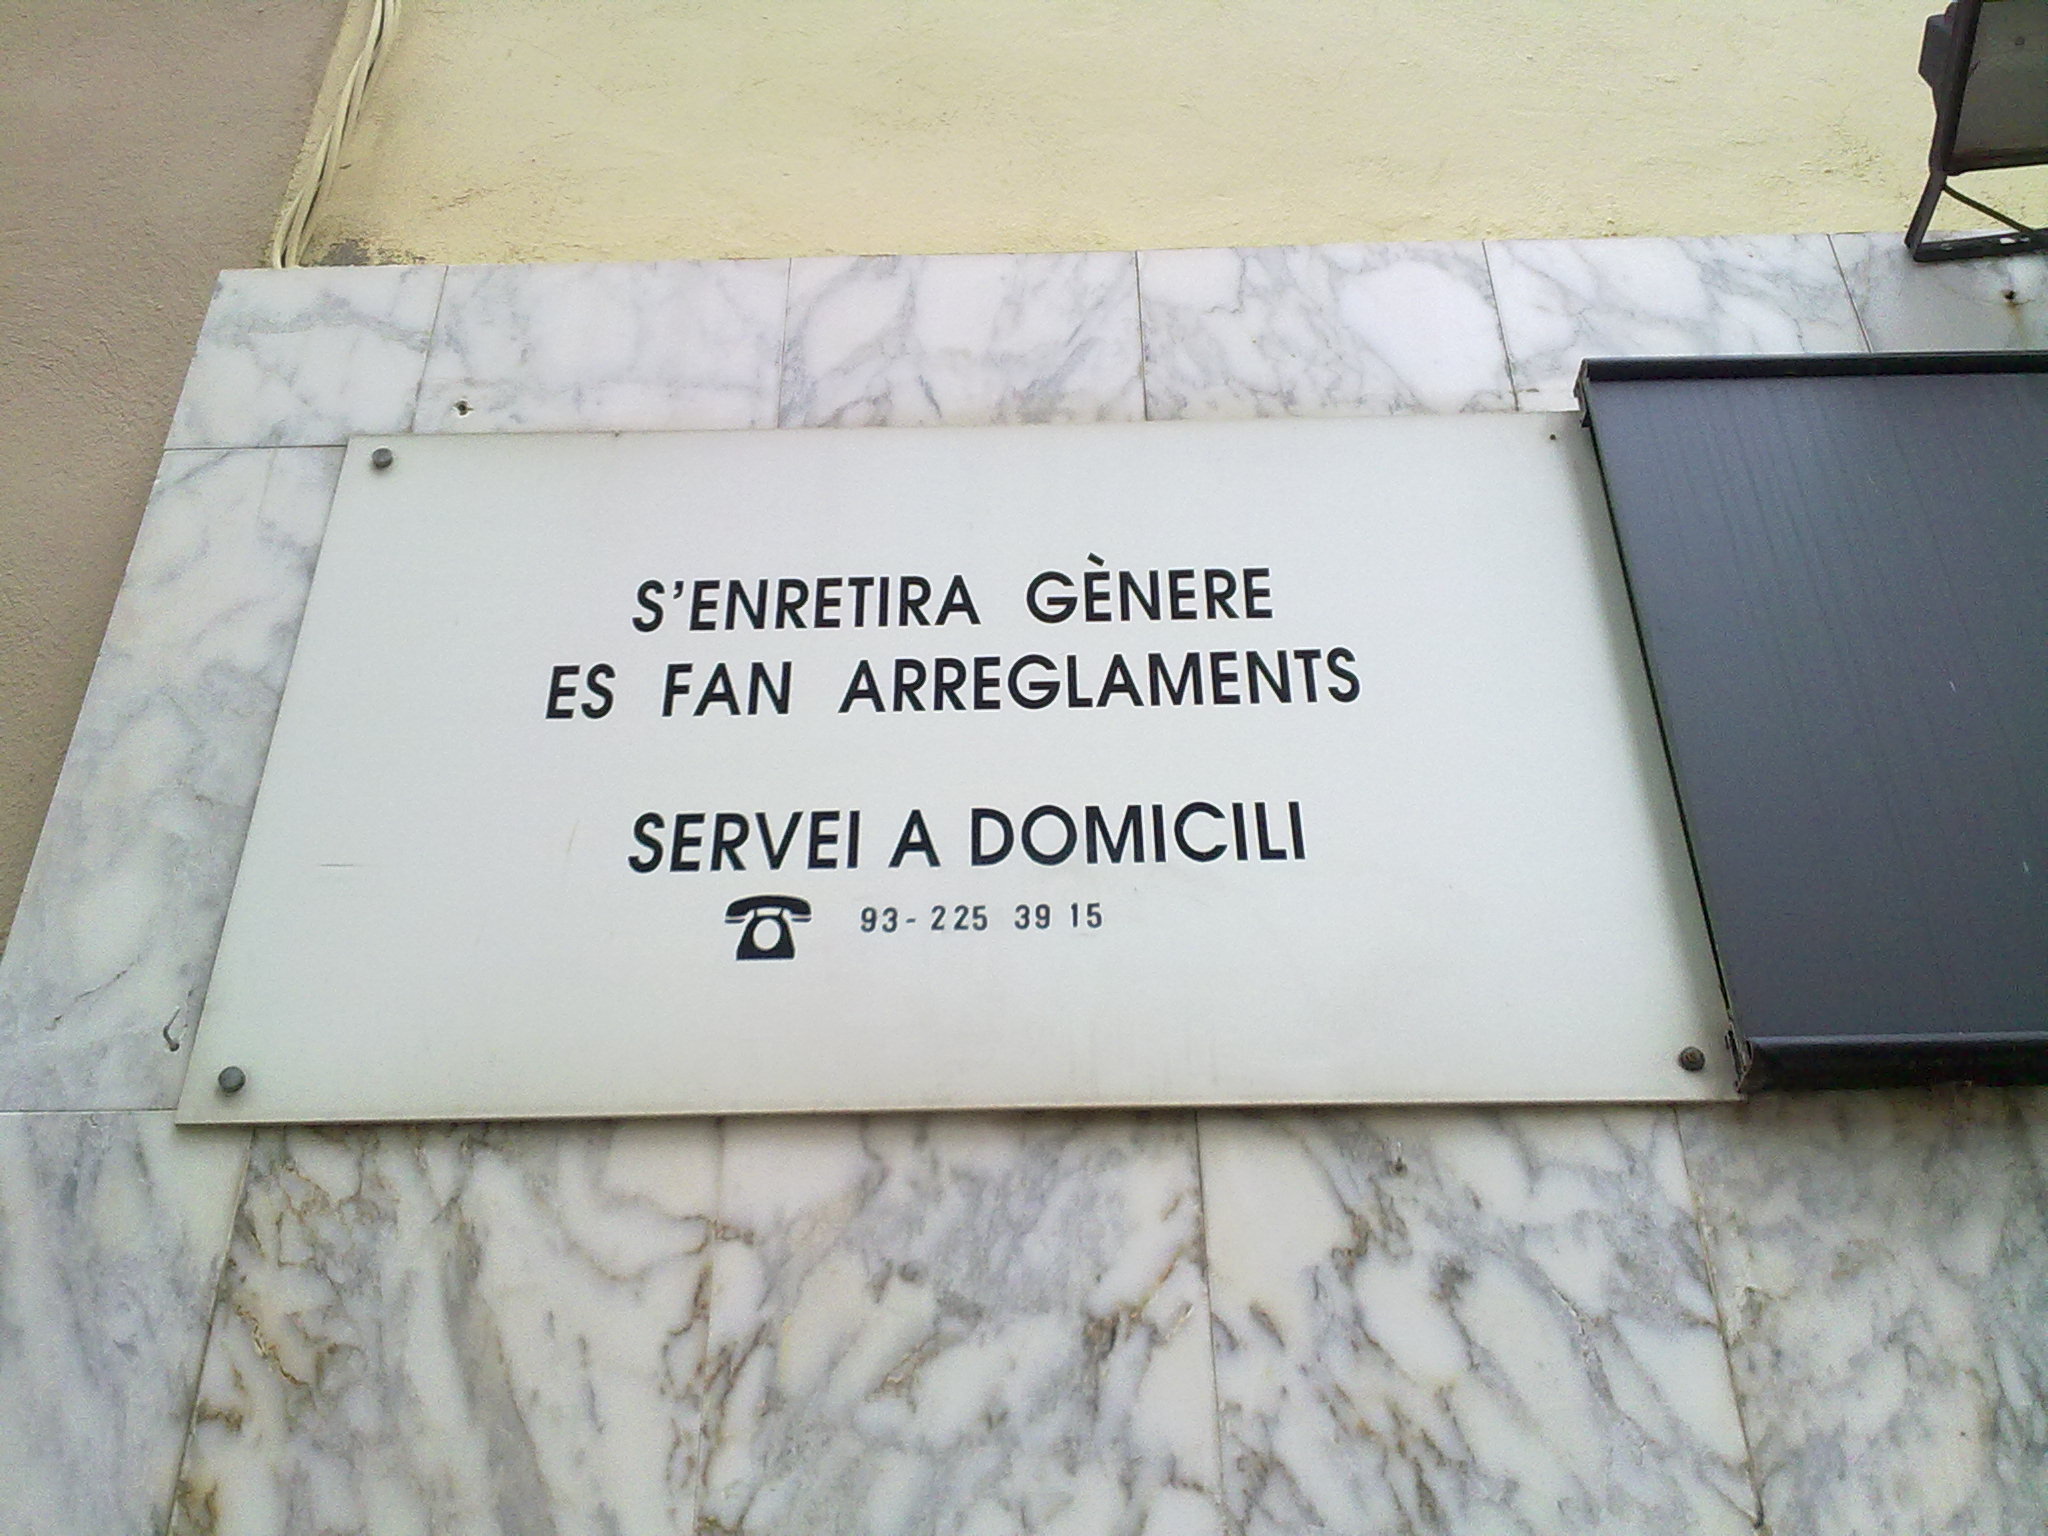 S'ENRETIRA GÈNERE
ES FAN ARREGLAMENTS
SERVEI A DOMICILI
93-225 39 15